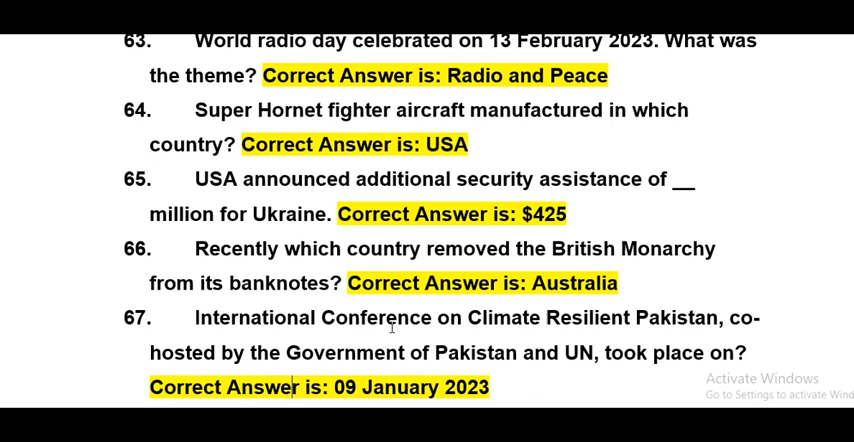 63. World radio day celebrated on 13 February 2023. What was
the theme? Correct Answer is: Radio and Peace
64. Super Hornet fighter aircraft manufactured in which
country? Correct Answer is: USA
65. USA announced additional security assistance of __
million for Ukraine. Correct Answer is: $425
66. Recently which country removed the British Monarchy
from its banknotes? Correct Answer is: Australia
67. International Conference on Climate Resilient Pakistan, co-
hosted by the Government of Pakistan and UN, took place on?
Correct Answer is: 09 January 2023
Activate Windows
Go to Settings to activate Wind